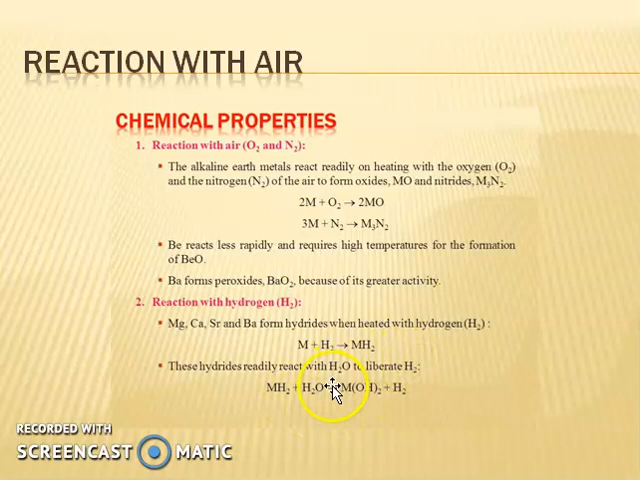 REACTION WITH AIR
CHEMICAL PROPERTIES
1. Reaction with air (O₂ and N₂):
• The alkaline earth metals react readily on heating with the oxygen (O₂)
and the nitrogen (N₂) of the air to form oxides, MO and nitrides, M₃N₂.
2M + O₂ → 2MO
3M + N₂ → M₃N₂
• Be reacts less rapidly and requires high temperatures for the formation
of BeO.
• Ba forms peroxides, BaO₂, because of its greater activity.
2. Reaction with hydrogen (H₂):
• Mg, Ca, Sr and Ba form hydrides when heated with hydrogen (H₂) :
M + H₂ → MH₂
• These hydrides readily react with H₂O to liberate H₂:
MH₂ + H₂O M(OH)₂ + H₂
RECORDED WITH
SCREENCAST MATIC